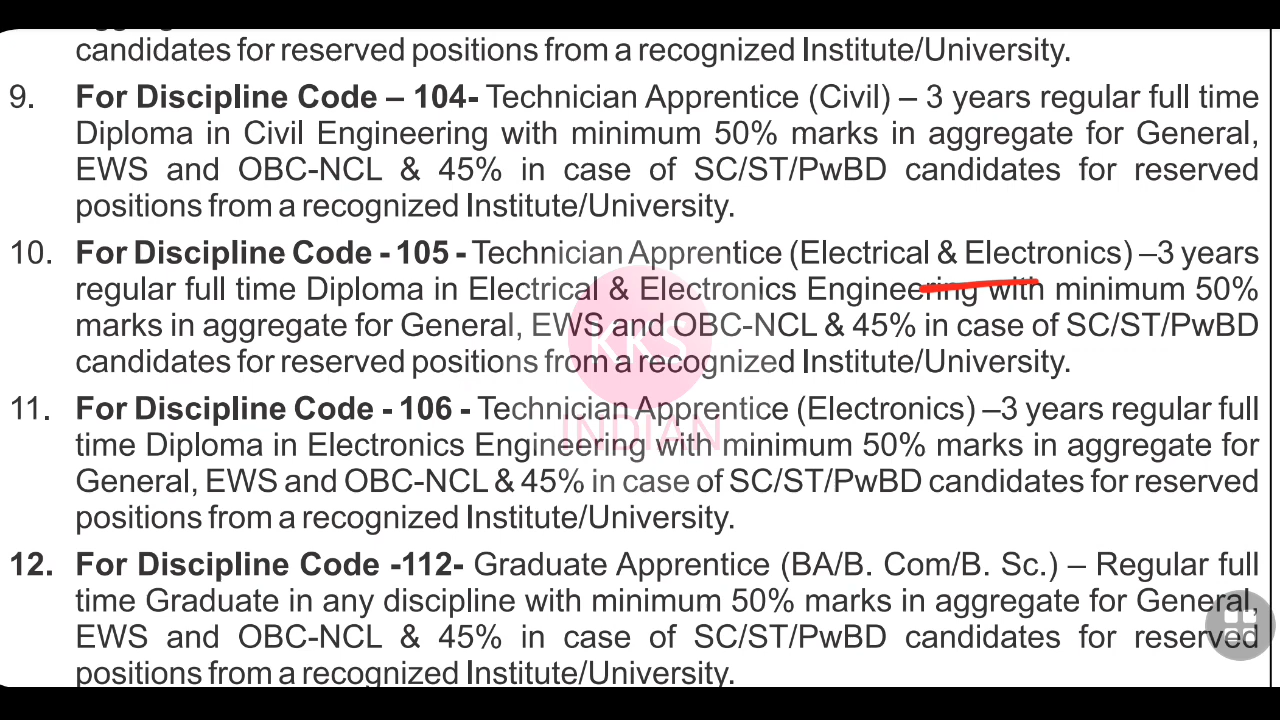 candidates for reserved positions from a recognized Institute/University.
9. For Discipline Code – 104- Technician Apprentice (Civil) – 3 years regular full time
Diploma in Civil Engineering with minimum 50% marks in aggregate for General,
EWS and OBC-NCL & 45% in case of SC/ST/PwBD candidates for reserved
positions from a recognized Institute/University.
10. For Discipline Code - 105 - Technician Apprentice (Electrical & Electronics) –3 years
regular full time Diploma in Electrical & Electronics Engineering with minimum 50%
marks in aggregate for General, EWS and OBC-NCL & 45% in case of SC/ST/PwBD
candidates for reserved positions from a recognized Institute/University.
KKS
INDIAN
11. For Discipline Code - 106 - Technician Apprentice (Electronics) –3 years regular full
time Diploma in Electronics Engineering with minimum 50% marks in aggregate for
General, EWS and OBC-NCL & 45% in case of SC/ST/PwBD candidates for reserved
positions from a recognized Institute/University.
12. For Discipline Code -112- Graduate Apprentice (BA/B. Com/B. Sc.) – Regular full
time Graduate in any discipline with minimum 50% marks in aggregate for General,
EWS and OBC-NCL & 45% in case of SC/ST/PwBD candidates for reserved
positions from a recognized Institute/University.